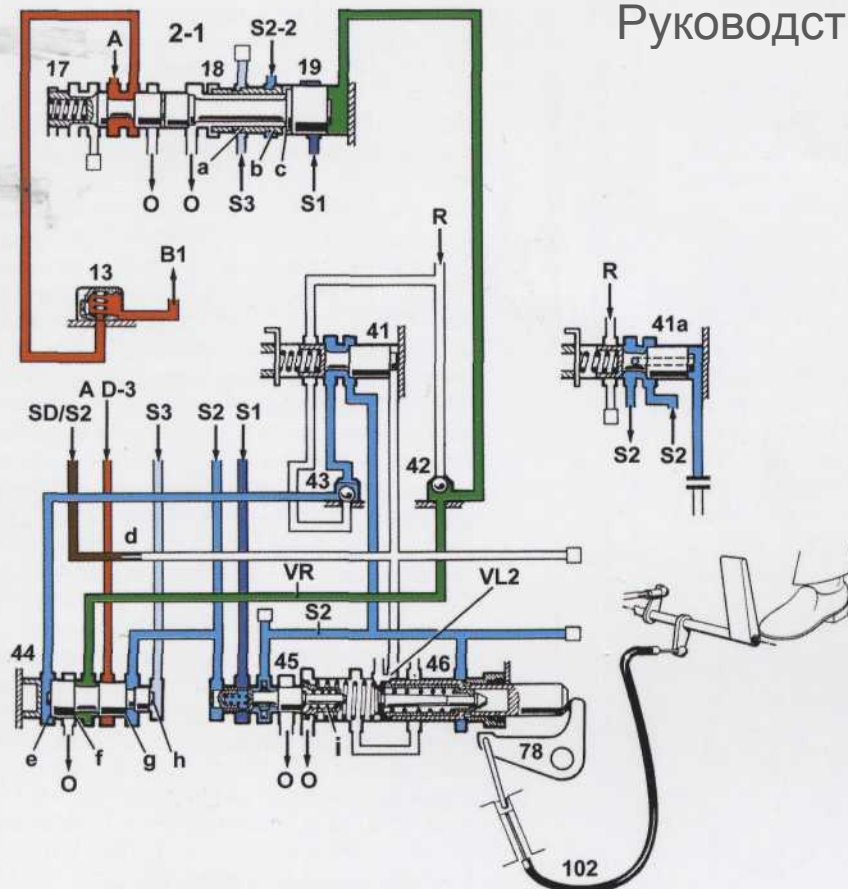 Руководст
A
2-1
S2-2
17
18
19
a
b
c
O
O
S3
S1
R
B1
13
R
41
41a
SD/S2
A
D-3
S3
S2
S1
S2
S2
43
42
d
VR
VL2
S2
44
45
46
i
78
e
f
g
h
O
O
O
102